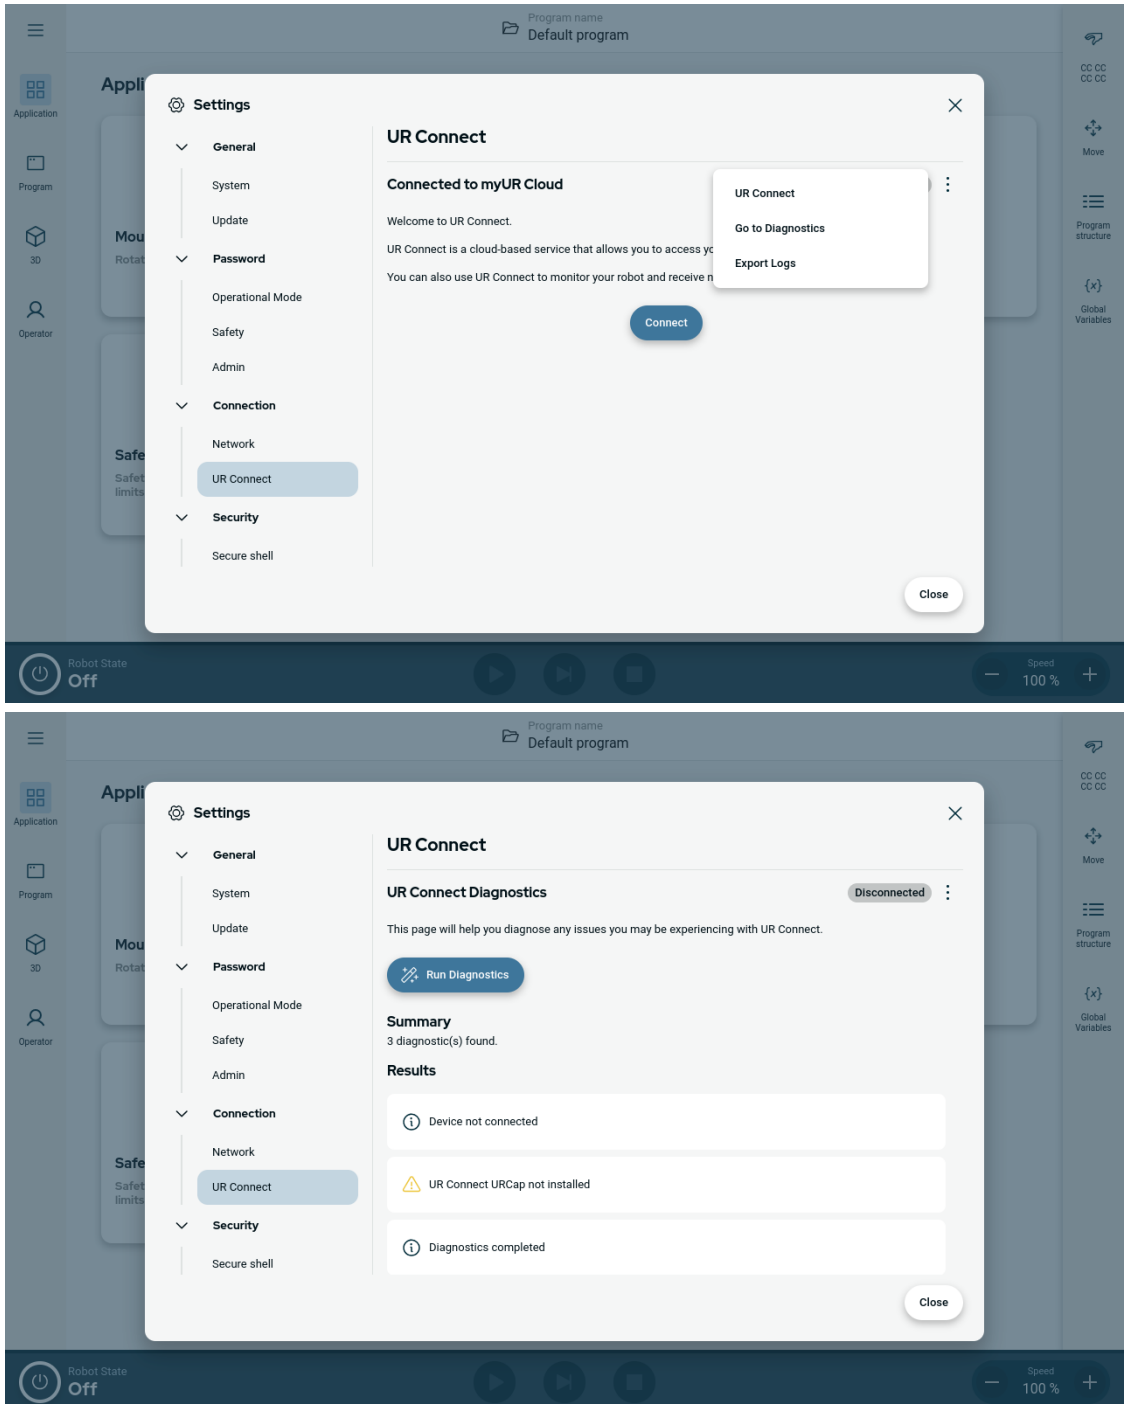 Program name
Default program
Application
Program
3D
Operator
Appli
Mou
Rotat
Safe
Safet
limits
Settings
General
System
Update
Password
Operational Mode
Safety
Admin
Connection
Network
UR Connect
Security
Secure shell
UR Connect
Connected to myUR Cloud
Welcome to UR Connect.
UR Connect is a cloud-based service that allows you to access yo
You can also use UR Connect to monitor your robot and receive n
UR Connect
Go to Diagnostics
Export Logs
Connect
Close
CC CC
CC CC
Move
Program
structure
{x}
Global
Variables
Robot State
Off
Speed
100 %
Program name
Default program
Application
Program
3D
Operator
Appli
Mou
Rotat
Safe
Safet
limits
Settings
General
System
Update
Password
Operational Mode
Safety
Admin
Connection
Network
UR Connect
Security
Secure shell
UR Connect
UR Connect Diagnostics
Disconnected
This page will help you diagnose any issues you may be experiencing with UR Connect.
Run Diagnostics
Summary
3 diagnostic(s) found.
Results
Device not connected
UR Connect URCap not installed
Diagnostics completed
Close
CC CC
CC CC
Move
Program
structure
{x}
Global
Variables
Robot State
Off
Speed
100 %